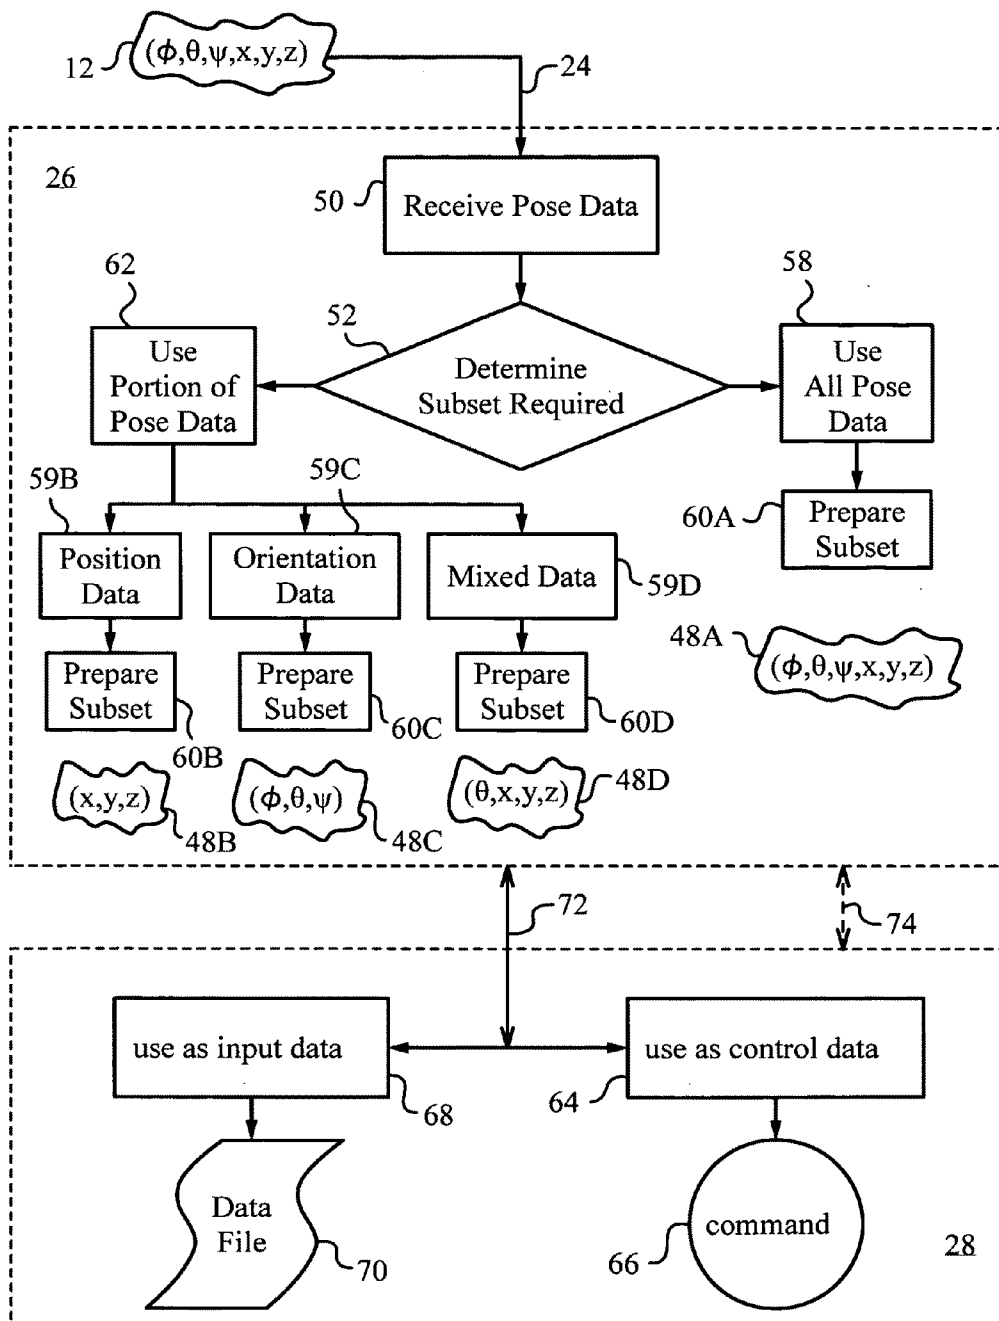 12
(ϕ,θ,ψ,x,y,z)
24
26
50
Receive Pose Data
62
52
58
Use
Portion of
Pose Data
Determine
Subset Required
Use
All Pose
Data
59B
59C
60A
Prepare
Subset
Position
Data
Orientation
Data
Mixed Data
59D
48A
(ϕ,θ,ψ,x,y,z)
Prepare
Subset
Prepare
Subset
Prepare
Subset
60B
60C
60D
(x,y,z)
48B
(ϕ,θ,ψ)
48C
(θ,x,y,z)
48D
72
74
use as input data
68
use as control data
64
Data
File
70
command
66
28